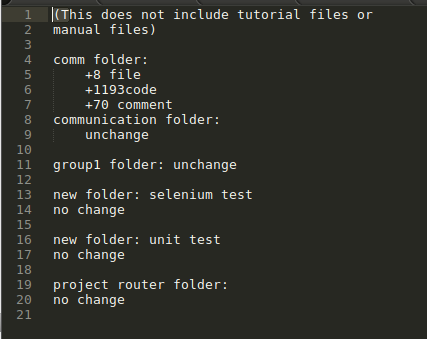 1 (This does not include tutorial files or
2 manual files)
3
4 comm folder:
5 +8 file
6 +1193code
7 +70 comment
8 communication folder:
9 unchange
10
11 group1 folder: unchange
12
13 new folder: selenium test
14 no change
15
16 new folder: unit test
17 no change
18
19 project router folder:
20 no change
21